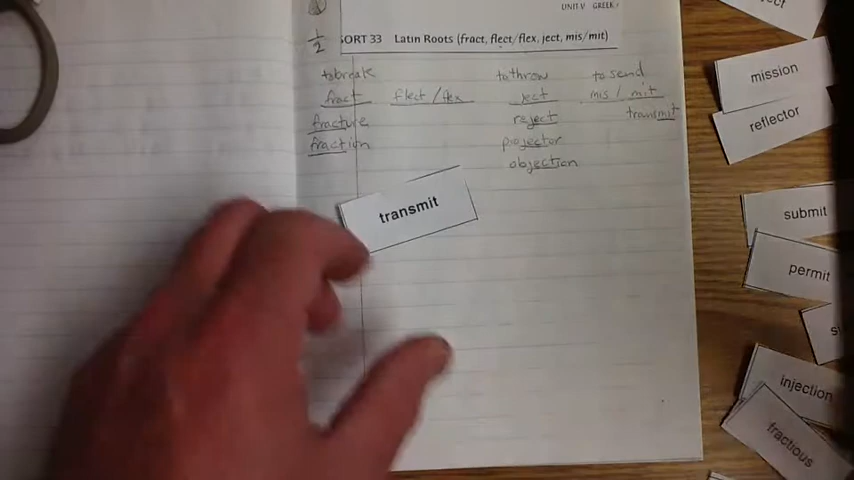 UNIT V GREEK
1/2
SORT 33 Latin Roots (fract, flect/flex, ject, mis/mit)
to break to throw to send
fract flect/flex ject mis / mit
fracture reject transmit
fraction projector
objection
transmit
ject
mission
reflector
submit
permit
injection
fractious